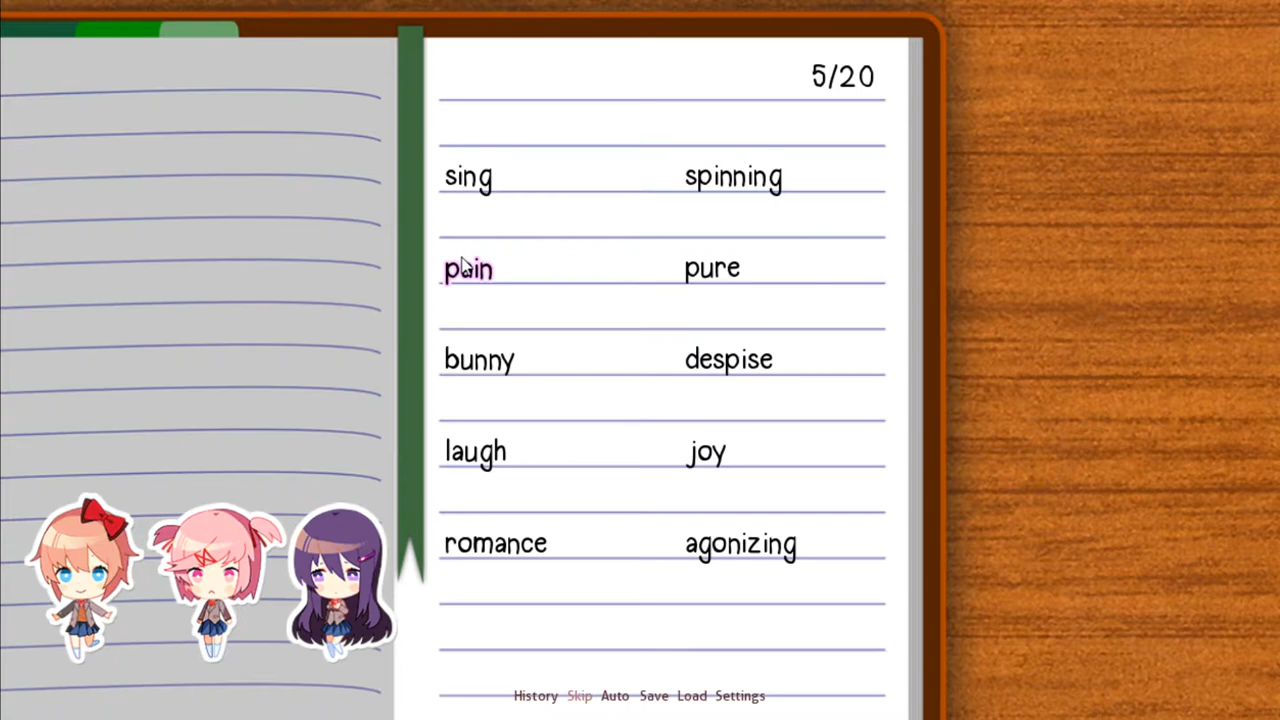 5/20
sing spinning
pain pure
bunny despise
laugh joy
romance agonizing
History Skip Auto Save Load Settings